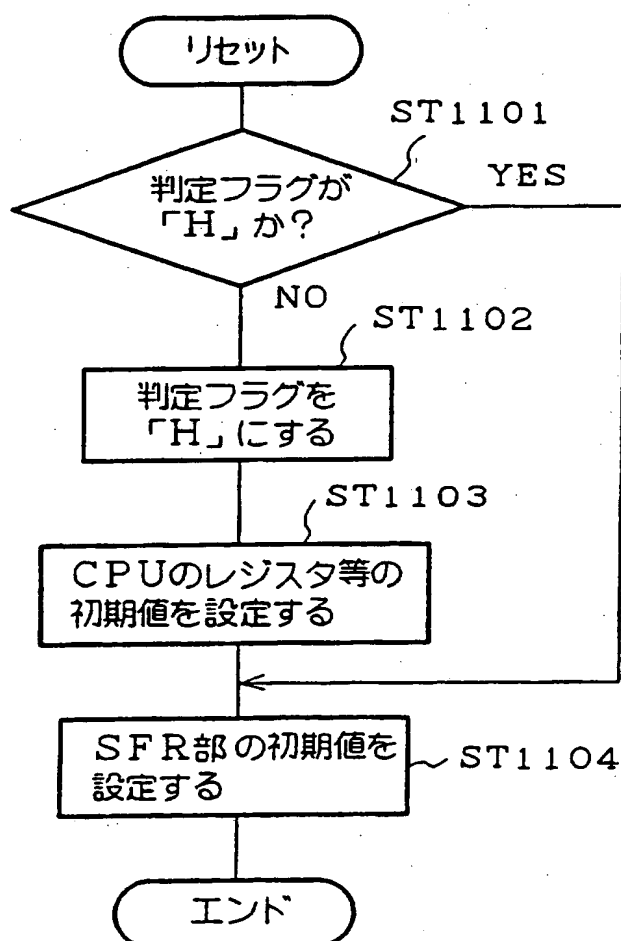 リセット
ST1101
判定フラグが
「H」か？
YES
NO
ST1102
判定フラグを
「H」にする
ST1103
CPUのレジスタ等の
初期値を設定する
SFR部の初期値を
設定する
ST1104
エンド